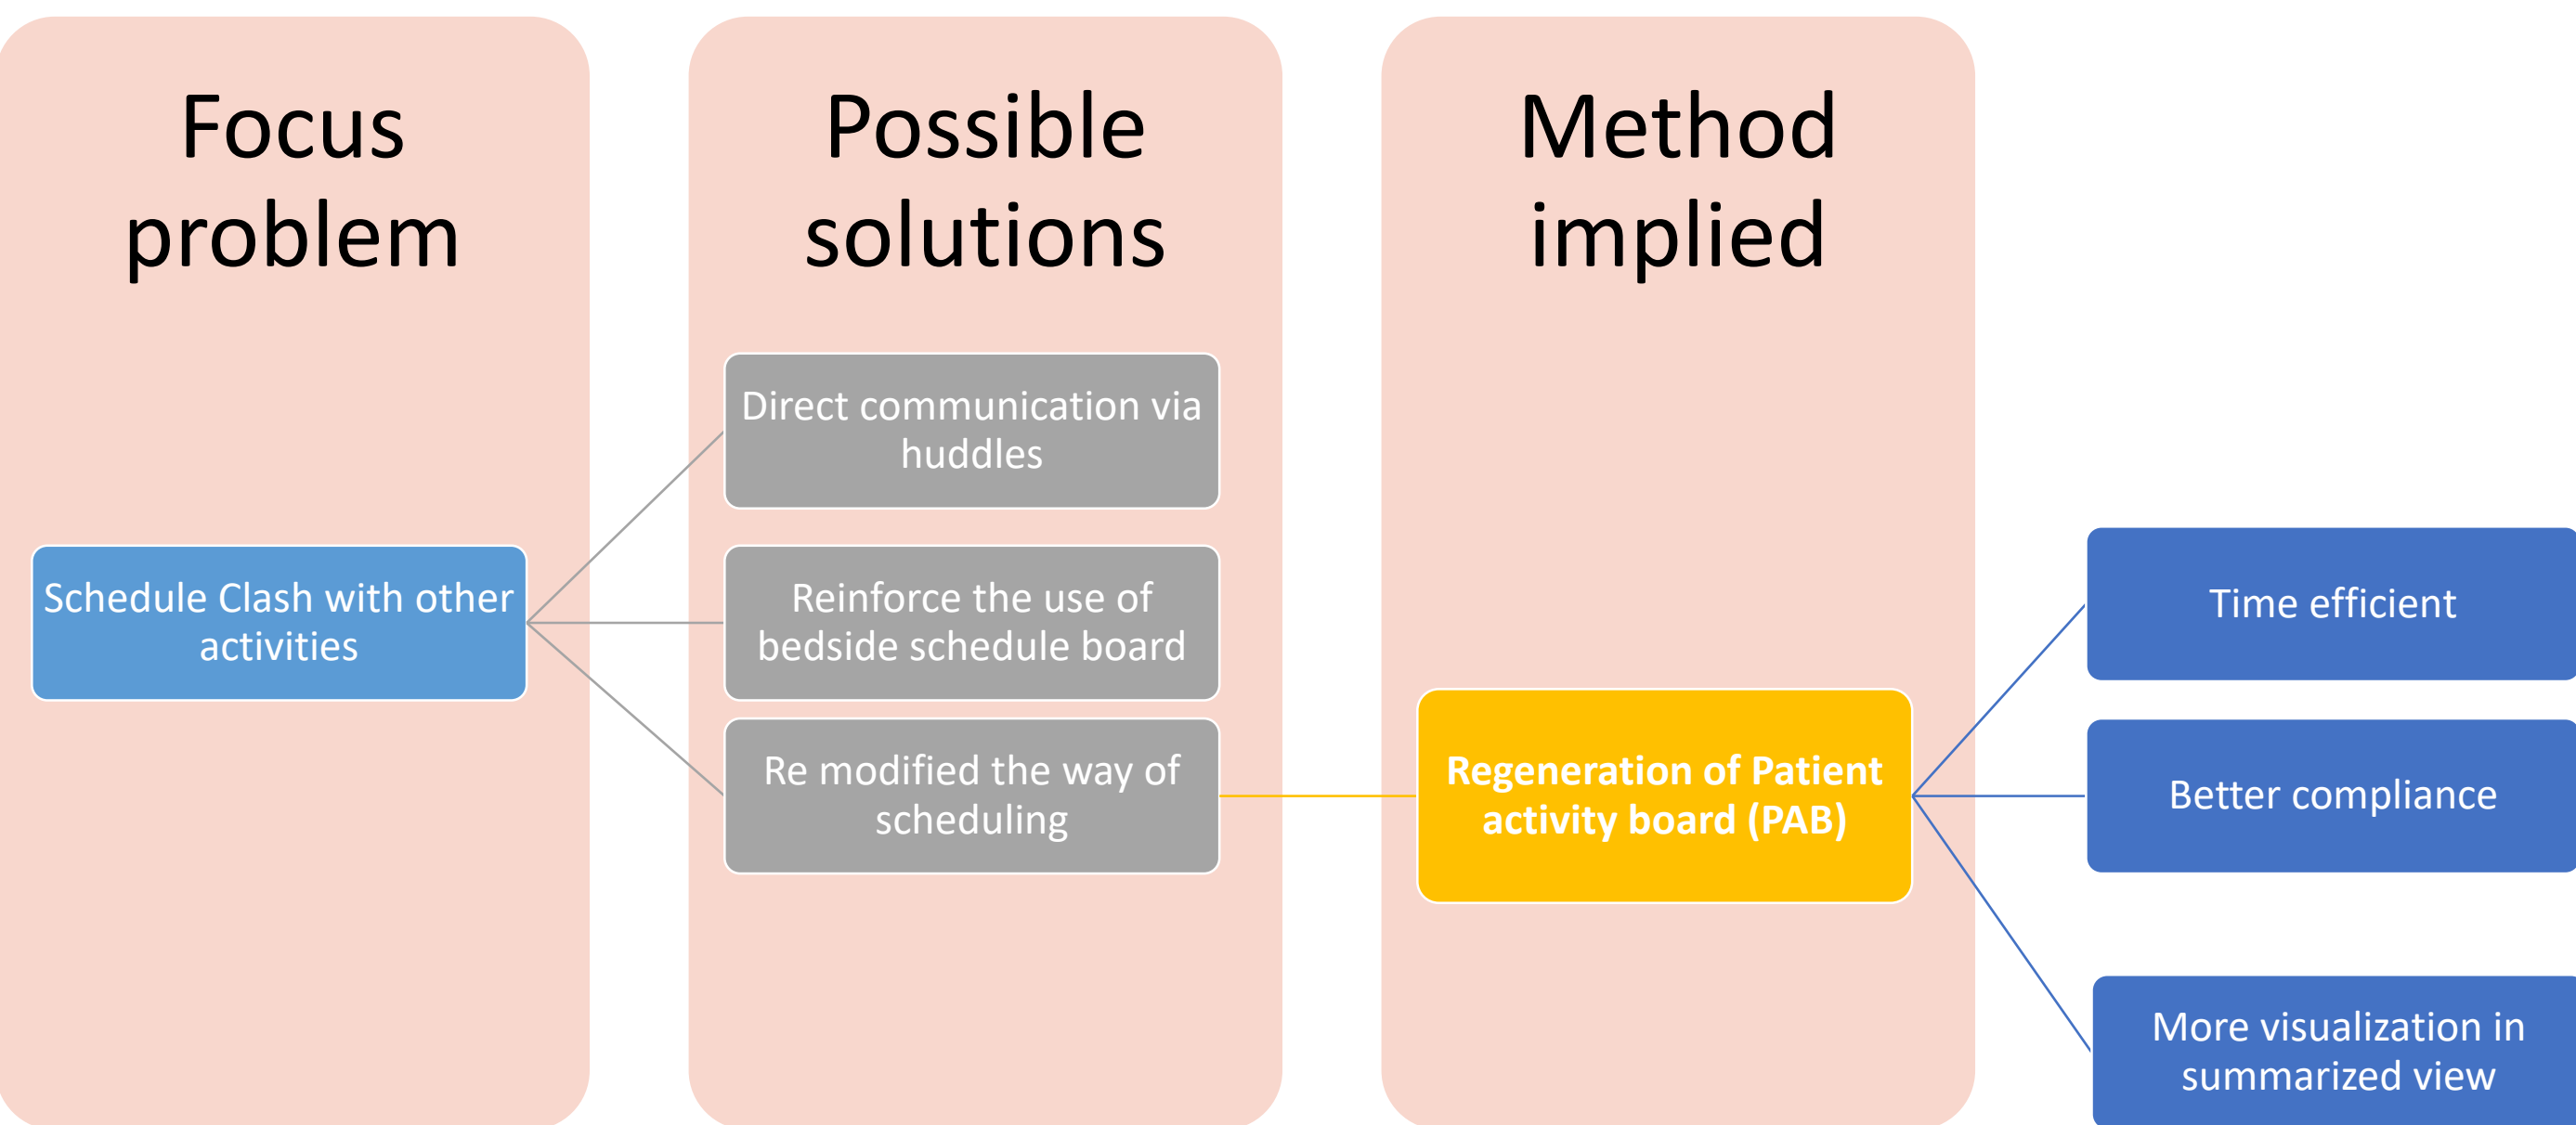 Focus
problem
Possible
solutions
Method
implied
Schedule Clash with other
activities
Direct communication via
huddles
Reinforce the use of
bedside schedule board
Re modified the way of
scheduling
Regeneration of Patient
activity board (PAB)
Time efficient
Better compliance
More visualization in
summarized view